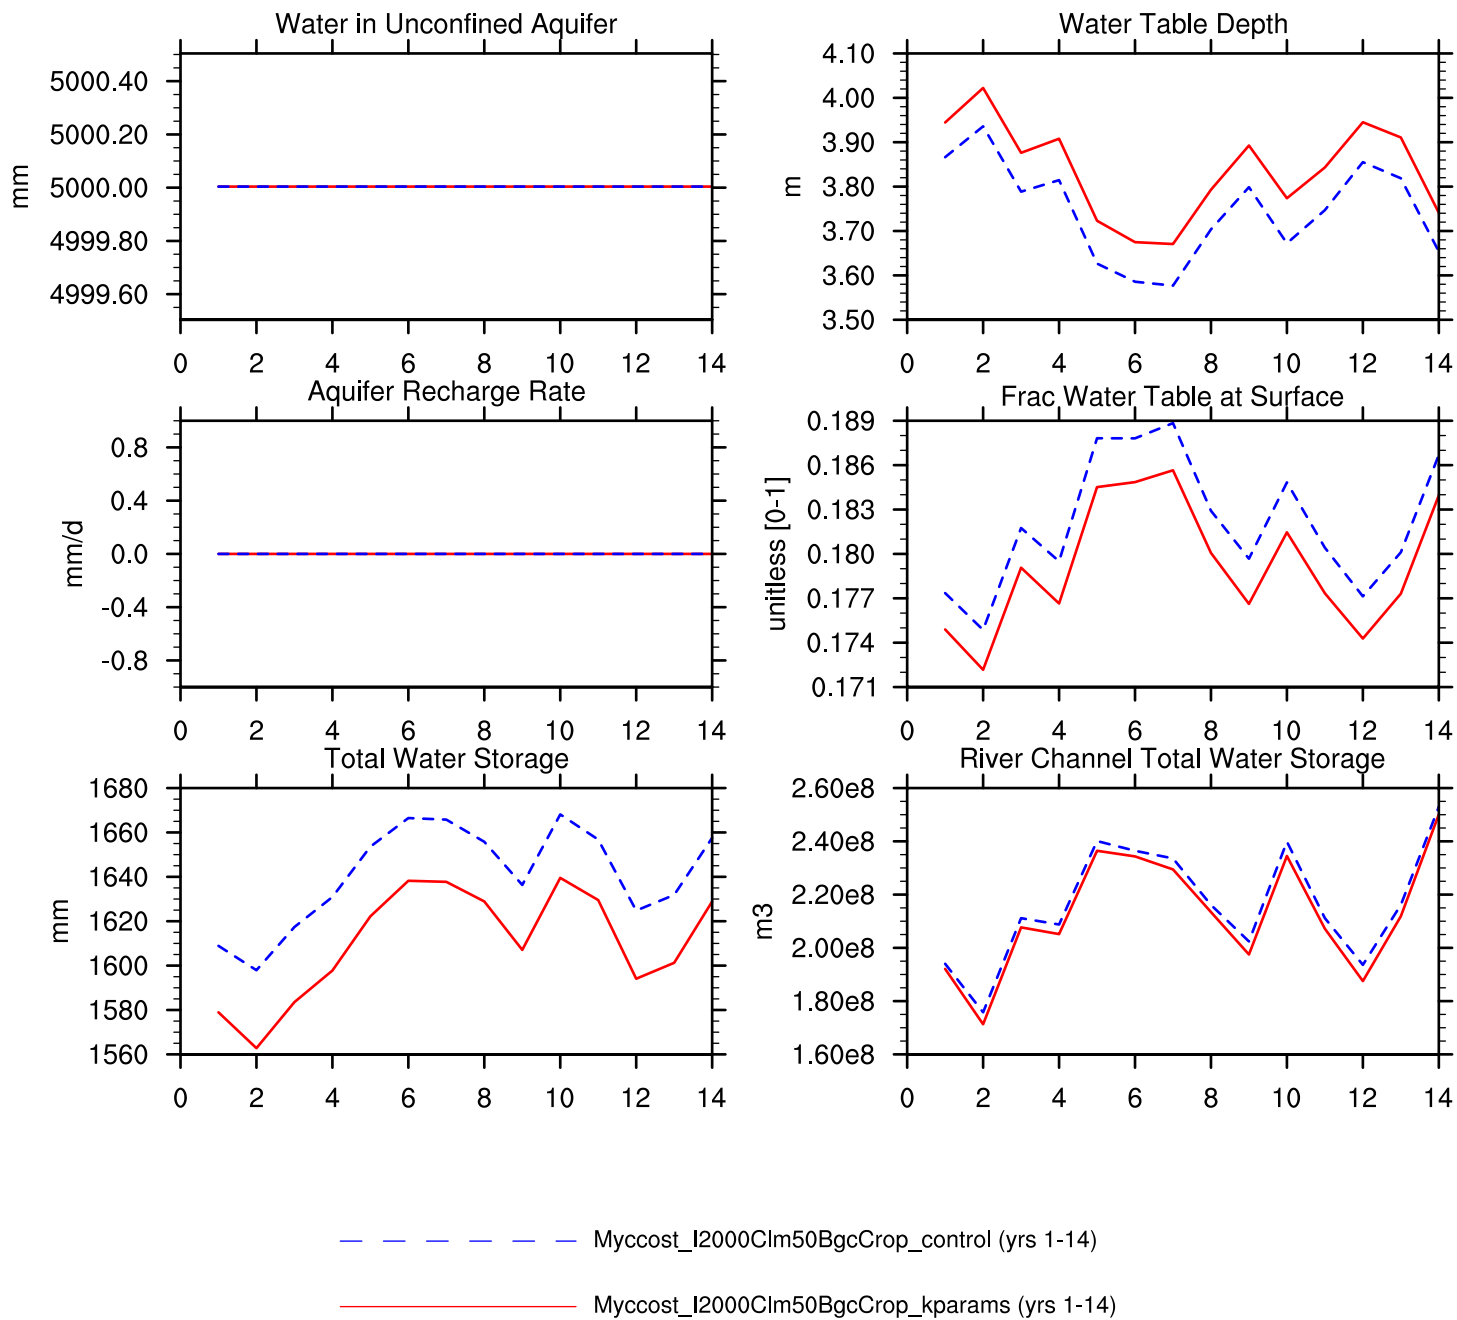 Water in Unconfined Aquifer
5000.40
5000.20
5000.00
4999.80
4999.60
mm
0 2 4 6 8 10 12 14
Water Table Depth
4.10
4.00
3.90
3.80
3.70
3.60
3.50
m
0 2 4 6 8 10 12 14
Aquifer Recharge Rate
0.8
0.4
0.0
-0.4
-0.8
mm/d
0 2 4 6 8 10 12 14
Frac Water Table at Surface
0.189
0.186
0.183
0.180
0.177
0.174
0.171
unitless [0-1]
0 2 4 6 8 10 12 14
Total Water Storage
1680
1660
1640
1620
1600
1580
1560
mm
0 2 4 6 8 10 12 14
River Channel Total Water Storage
2.60e8
2.40e8
2.20e8
2.00e8
1.80e8
1.60e8
m3
0 2 4 6 8 10 12 14
Myccost_I2000Clm50BgcCrop_control (yrs 1-14)
Myccost_I2000Clm50BgcCrop_kparams (yrs 1-14)